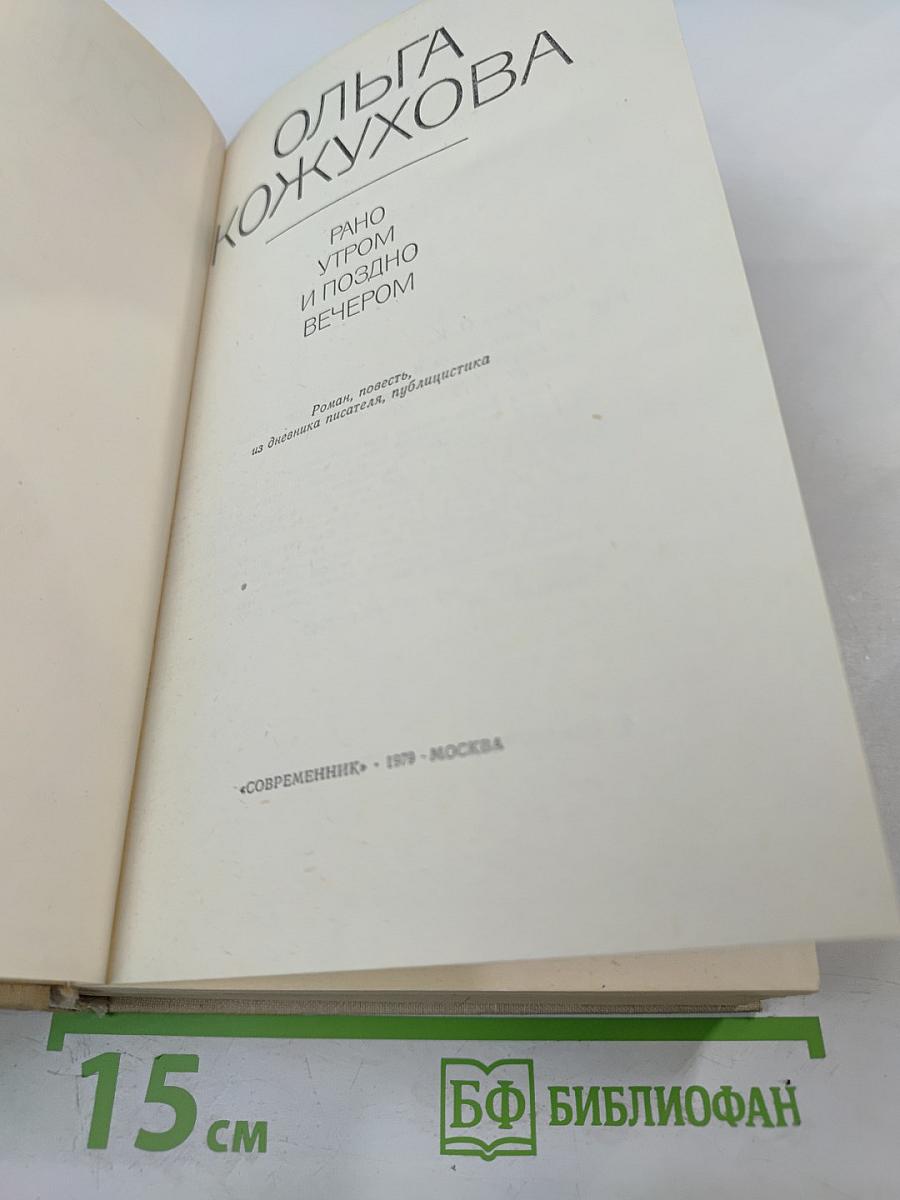 ОЛЬГА
КОЖУХОВА
РАНО
УТРОМ
И ПОЗДНО
ВЕЧЕРОМ
Роман, повесть,
из дневника писателя, публицистика
«СОВРЕМЕННИК» · 1979 · МОСКВА
15 см
БФ БИБЛИОФАН